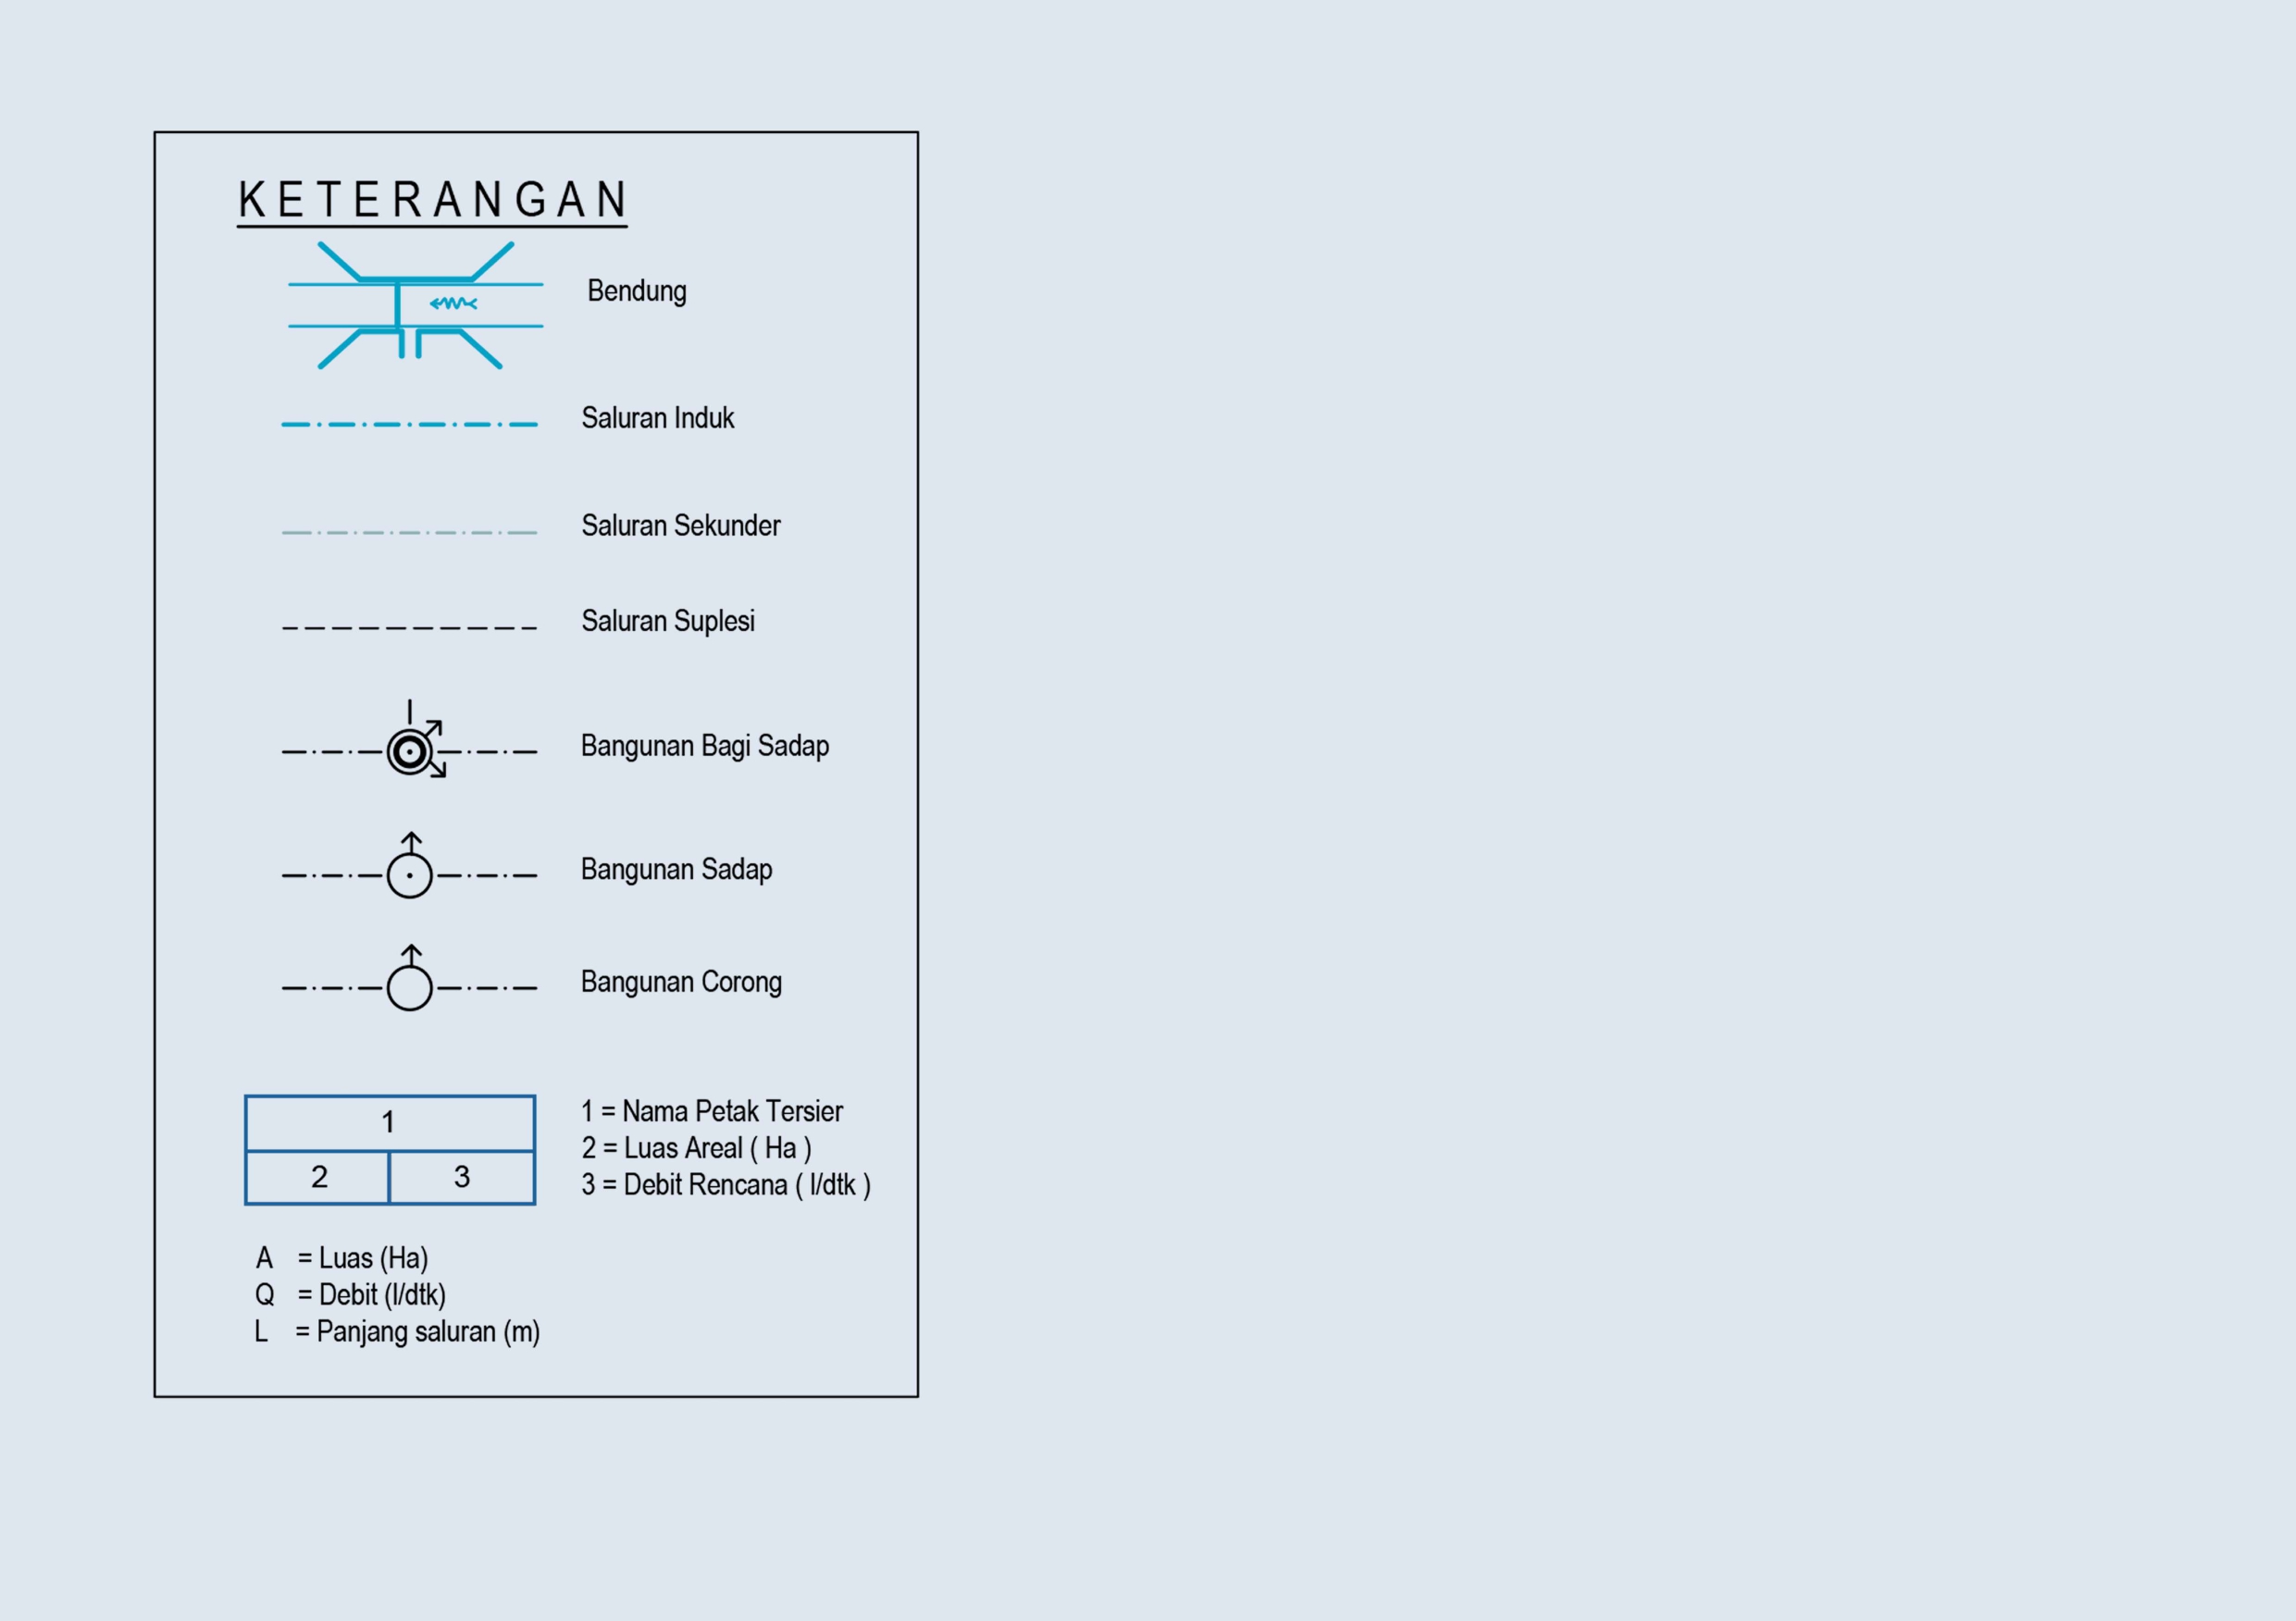 KETERANGAN
Bendung
Saluran Induk
Saluran Sekunder
Saluran Suplesi
Bangunan Bagi Sadap
Bangunan Sadap
Bangunan Corong
1
2 3
1 = Nama Petak Tersier
2 = Luas Areal ( Ha )
3 = Debit Rencana ( l/dtk )
A = Luas (Ha)
Q = Debit (l/dtk)
L = Panjang saluran (m)